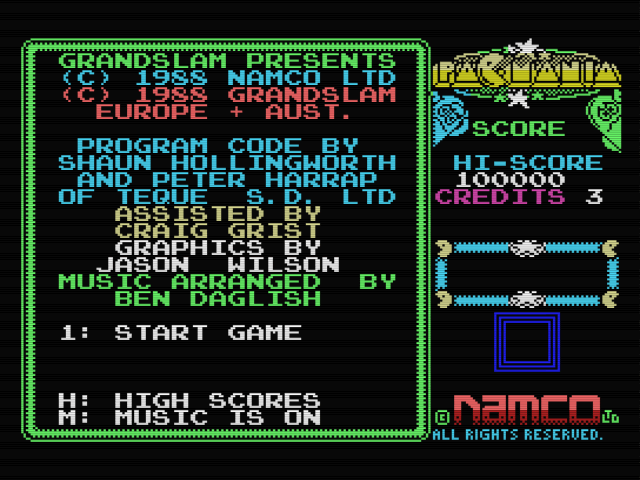 GRANDSLAM PRESENTS
(C) 1988 NAMCO LTD
(C) 1988 GRANDSLAM
EUROPE + AUST.
PROGRAM CODE BY
SHAUN HOLLINGWORTH
AND PETER HARRAP
OF TEQUE S.D. LTD
ASSISTED BY
CRAIG GRIST
GRAPHICS BY
JASON WILSON
MUSIC ARRANGED BY
BEN DAGLISH
1: START GAME
H: HIGH SCORES
M: MUSIC IS ON
PACMANIA
SCORE
HI-SCORE
100000
CREDITS 3
© namco LTD
ALL RIGHTS RESERVED.